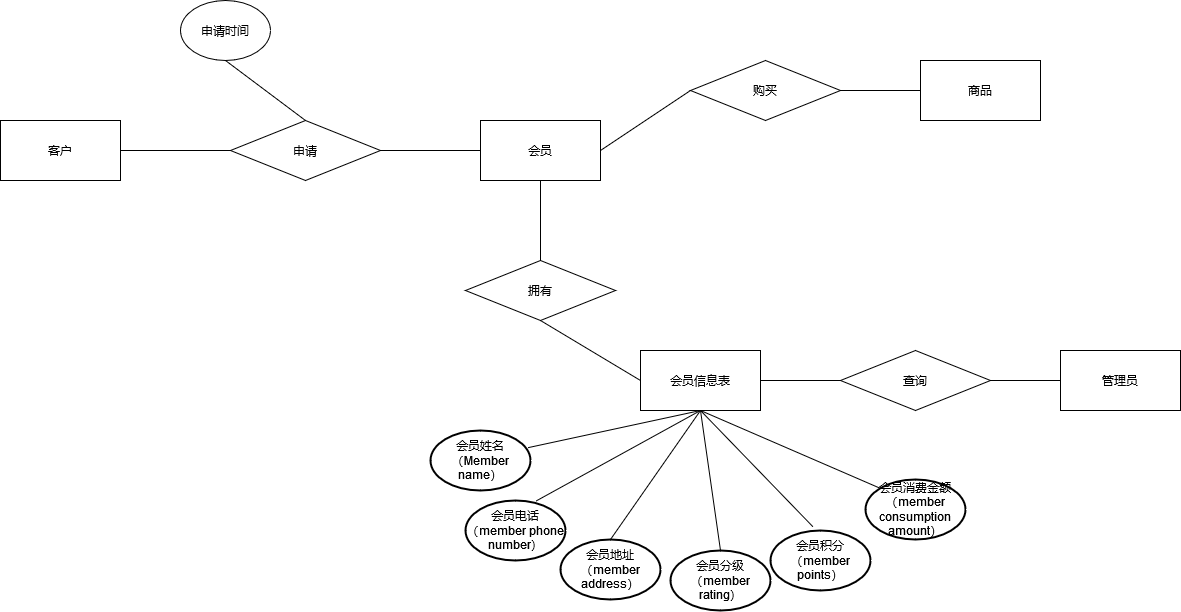 申请时间
购买
商品
客户
申请
会员
拥有
会员信息表
查询
管理员
会员姓名
（Member
name）
会员电话
（member phone
number）
会员地址
（member
address）
会员分级
（member
rating）
会员积分
（member
points）
会员消费金额
（member
consumption
amount）